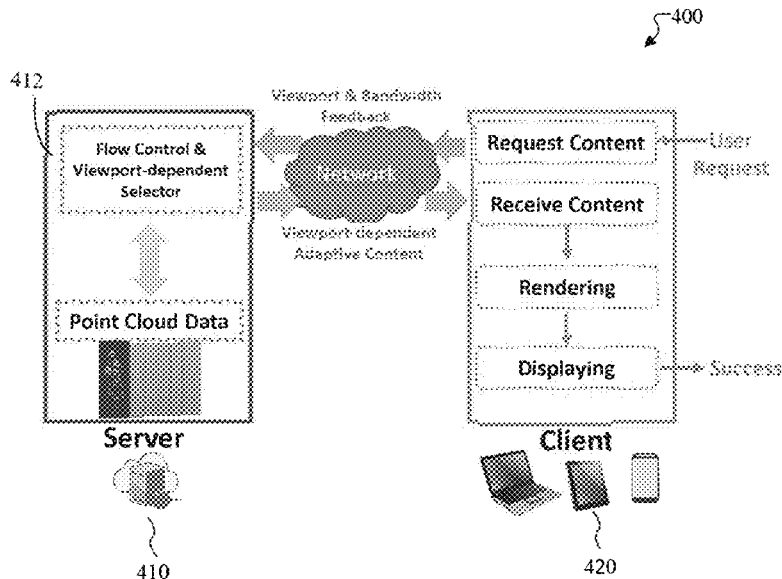 400
412
Viewport & Bandwidth
Feedback
Flow Control &
Viewport-dependent
Selector
Network
Request Content
User
Request
Receive Content
Viewport-dependent
Adaptive Content
Rendering
Point Cloud Data
Displaying
Success
Server
Client
410
420